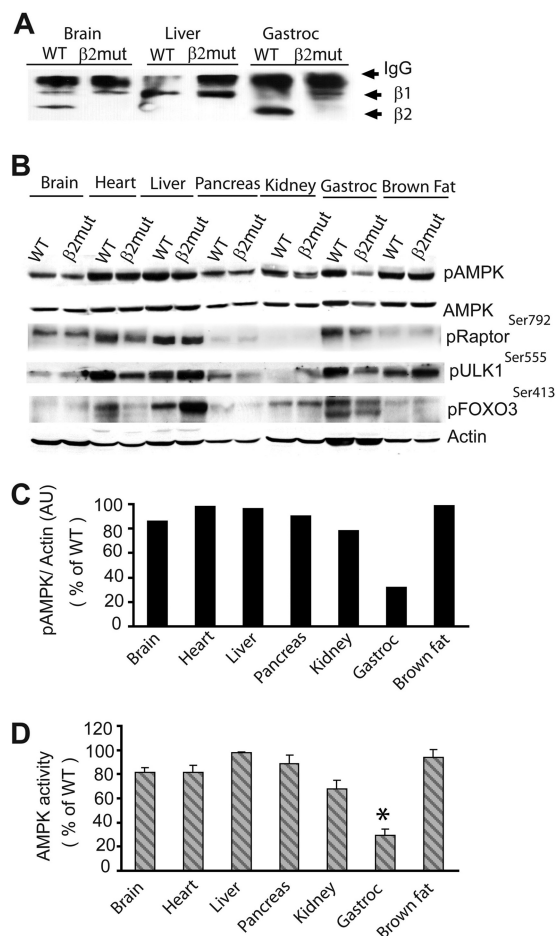 A
Brain Liver Gastroc
WT β2mut WT β2mut WT β2mut
IgG
β1
β2
B
Brain Heart Liver Pancreas Kidney Gastroc Brown Fat
WT β2mut WT β2mut WT β2mut WT β2mut WT β2mut WT β2mut WT β2mut
pAMPK
AMPK
pRaptor Ser792
pULK1 Ser555
pFOXO3 Ser413
Actin
C
pAMPK/ Actin (AU)
( % of WT )
100
80
60
40
20
0
Brain Heart Liver Pancreas Kidney Gastroc Brown fat
D
AMPK activity
( % of WT )
120
100
80
60
40
20
0
*
Brain Heart Liver Pancreas Kidney Gastroc Brown fat